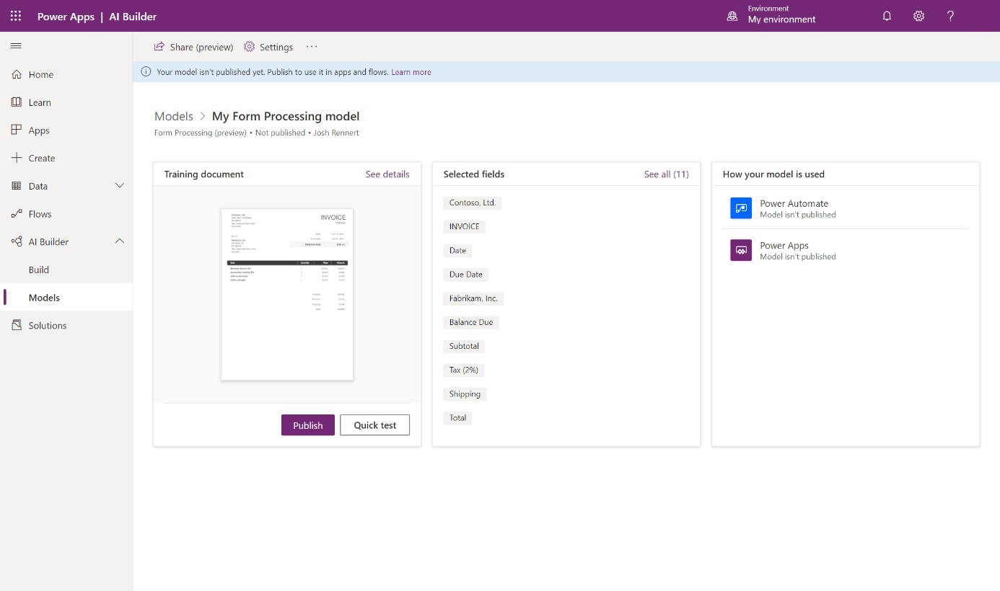 Power Apps | AI Builder
Environment
My environment
Share (preview) Settings
Your model isn't published yet. Publish to use it in apps and flows. Learn more
Home
Learn
Apps
Create
Data
Flows
AI Builder
Build
Models
Solutions
Models > My Form Processing model
Form Processing (preview) • Not published • Josh Rennert
Training document See details
INVOICE
Publish Quick test
Selected fields See all (11)
Contoso, Ltd.
INVOICE
Date
Due Date
Fabrikam, Inc.
Balance Due
Subtotal
Tax (2%)
Shipping
Total
How your model is used
Power Automate
Model isn't published
Power Apps
Model isn't published